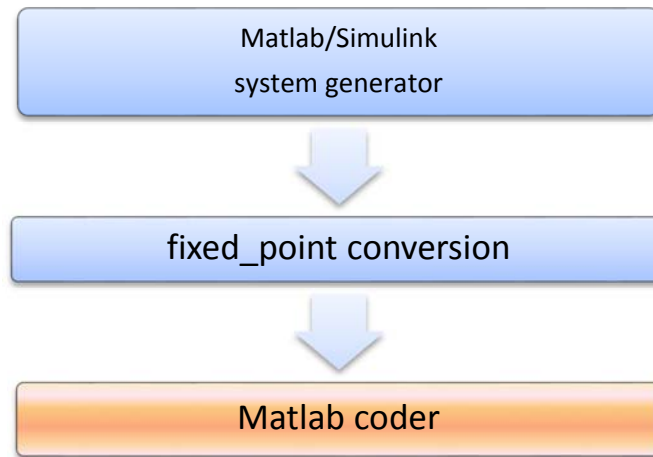 Matlab/Simulink
system generator
fixed_point conversion
Matlab coder